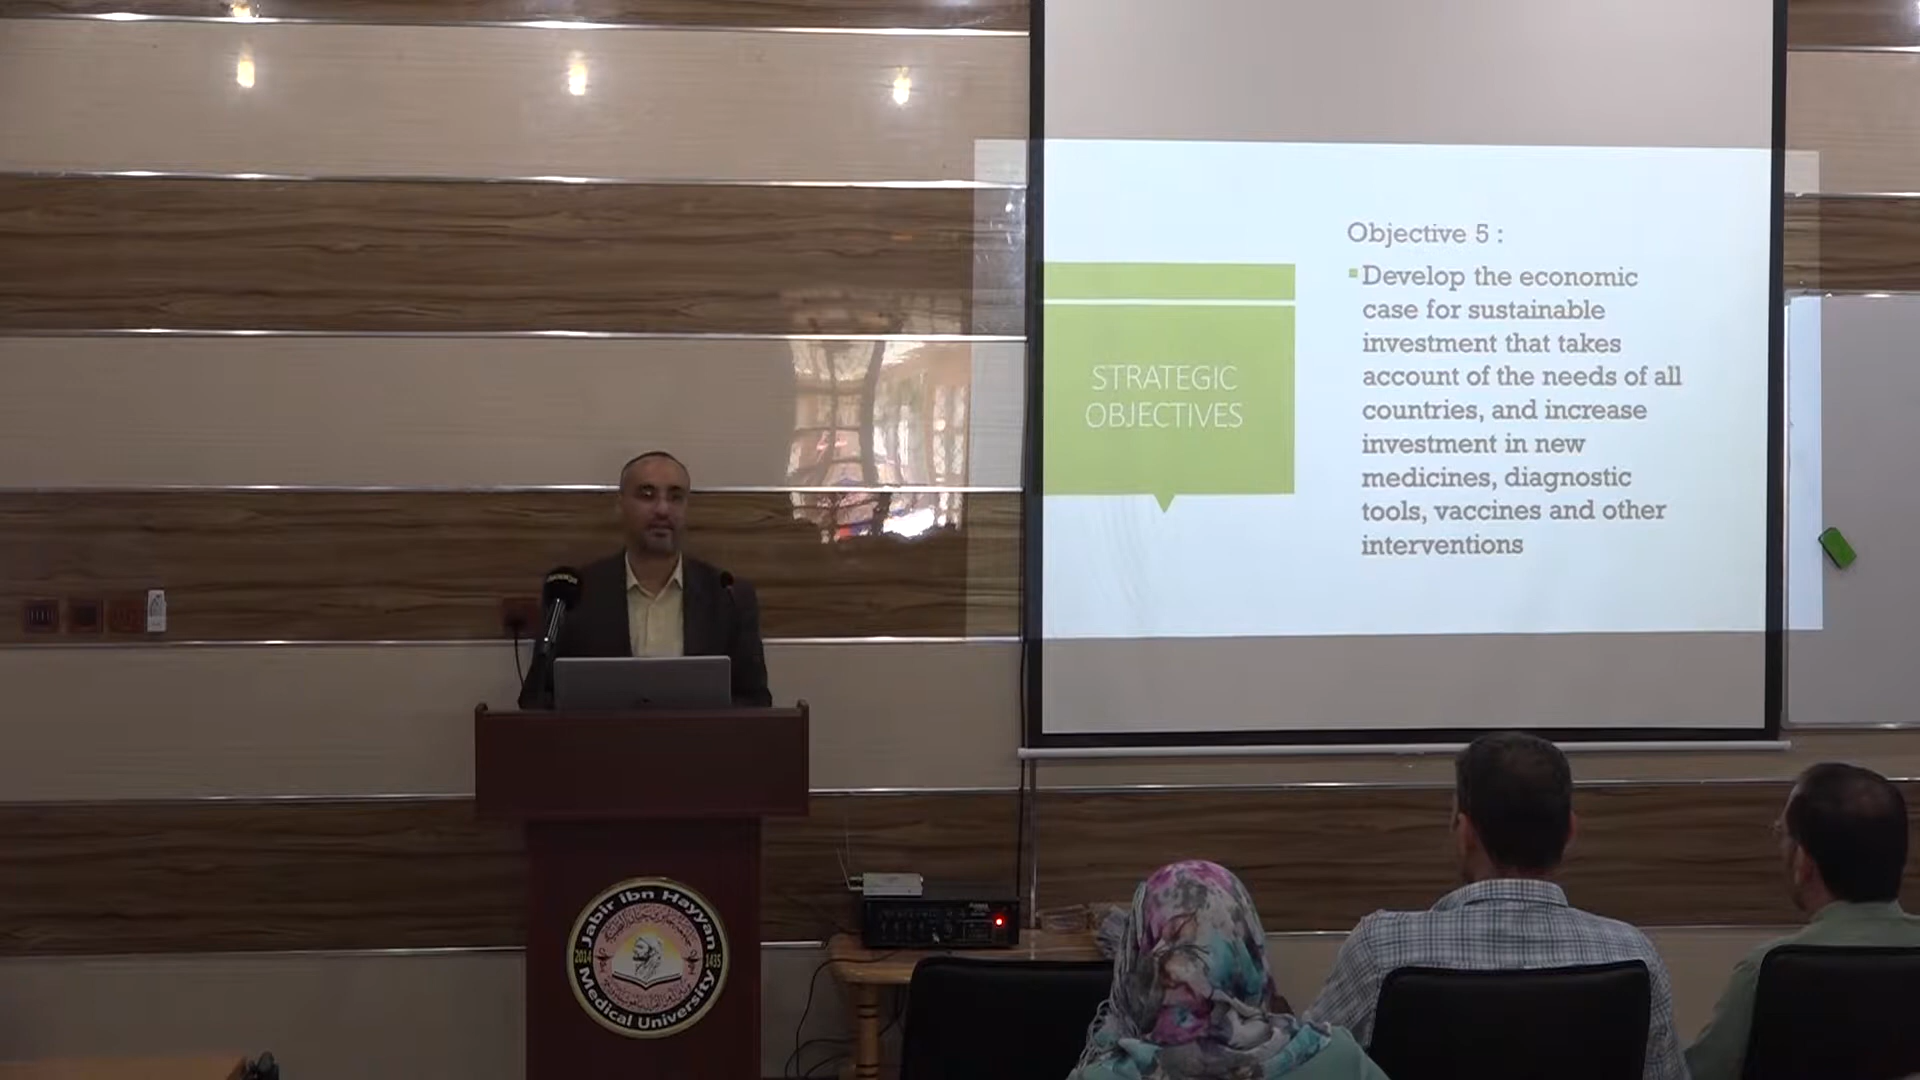 Objective 5 :
Develop the economic
case for sustainable
investment that takes
account of the needs of all
countries, and increase
investment in new
medicines, diagnostic
tools, vaccines and other
interventions
STRATEGIC
OBJECTIVES
Jabir ibn Hayyan
2014 1435
Medical University